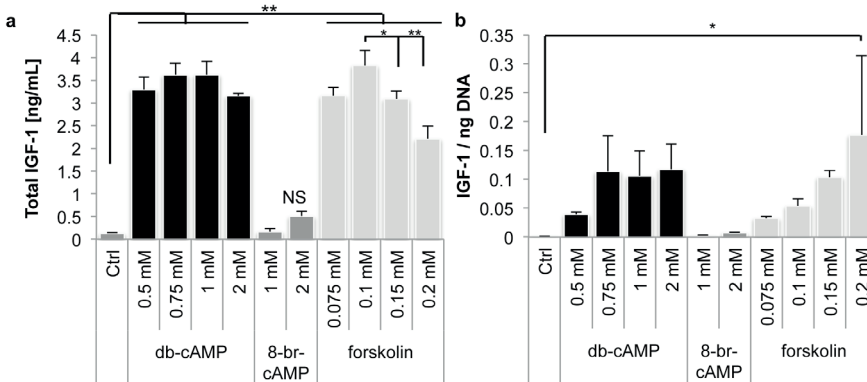 a
**
Total IGF-1 [ng/mL]
4.5
4
3.5
3
2.5
2
1.5
1
0.5
0
*
**
NS
Ctrl
0.5 mM
0.75 mM
1 mM
2 mM
1 mM
2 mM
0.075 mM
0.1 mM
0.15 mM
0.2 mM
db-cAMP
8-br-
cAMP
forskolin
b
*
IGF-1 / ng DNA
0.35
0.3
0.25
0.2
0.15
0.1
0.05
0
Ctrl
0.5 mM
0.75 mM
1 mM
2 mM
1 mM
2 mM
0.075 mM
0.1 mM
0.15 mM
0.2 mM
db-cAMP
8-br-
cAMP
forskolin